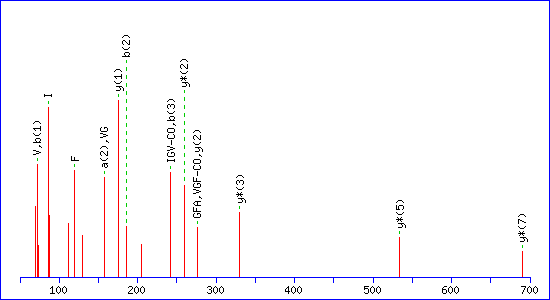 V,b(1)
I
F
a(2),VG
y(1)
b(2)
IGV-CO,b(3)
y*(2)
GFA,VGF-CO,y(2)
y*(3)
y*(5)
y*(7)
100 200 300 400 500 600 700